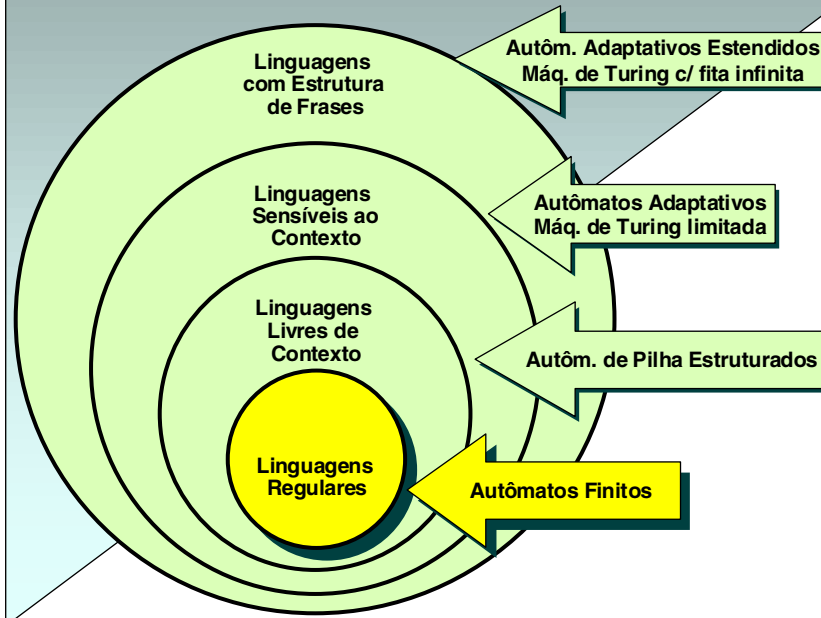 Linguagens
com Estrutura
de Frases
Autôm. Adaptativos Estendidos
Máq. de Turing c/ fita infinita
Linguagens
Sensíveis ao
Contexto
Autômatos Adaptativos
Máq. de Turing limitada
Linguagens
Livres de
Contexto
Autôm. de Pilha Estruturados
Linguagens
Regulares
Autômatos Finitos